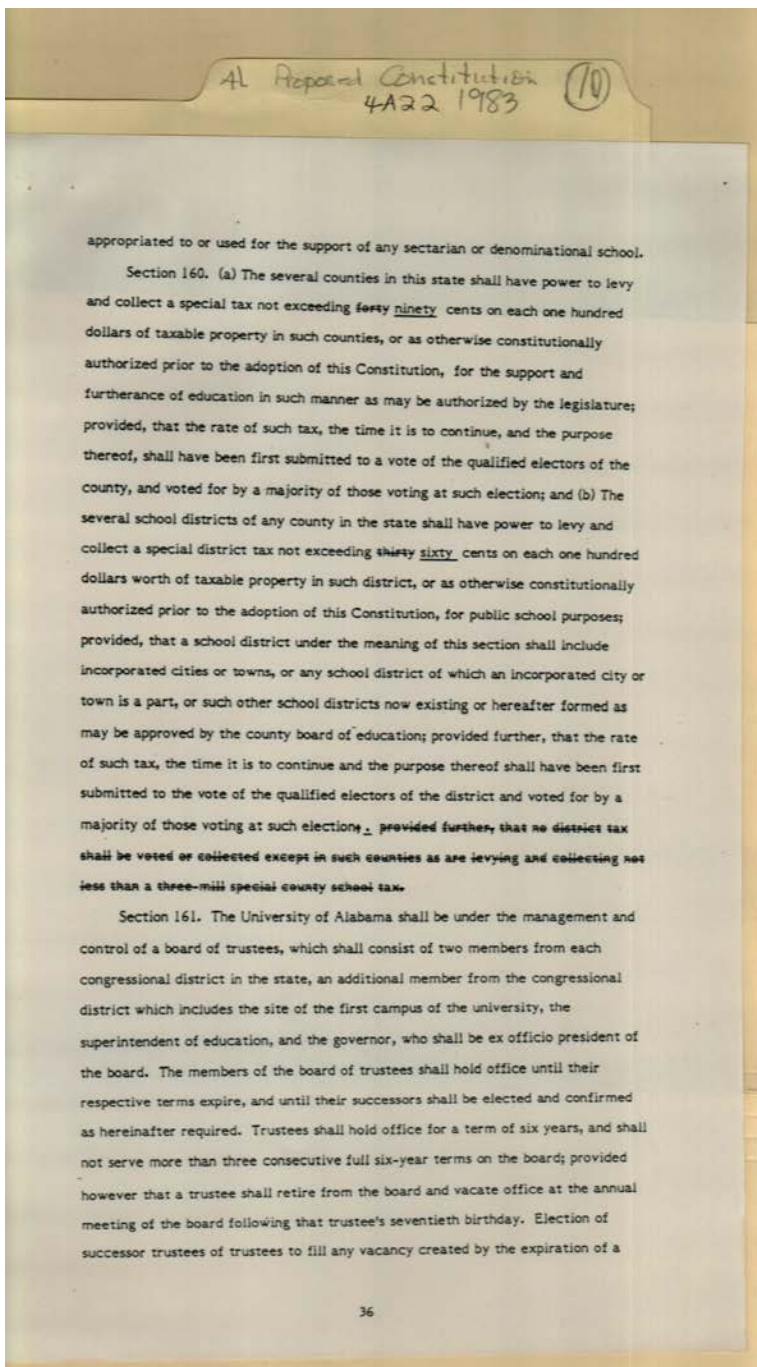 AL Proposed Constitution
4A22 1983
10
appropriated to or used for the support of any sectarian or denominational school.
Section 160. (a) The several counties in this state shall have power to levy
and collect a special tax not exceeding forty ninety cents on each one hundred
dollars of taxable property in such counties, or as otherwise constitutionally
authorized prior to the adoption of this Constitution, for the support and
furtherance of education in such manner as may be authorized by the legislature;
provided, that the rate of such tax, the time it is to continue, and the purpose
thereof, shall have been first submitted to a vote of the qualified electors of the
county, and voted for by a majority of those voting at such election; and (b) The
several school districts of any county in the state shall have power to levy and
collect a special district tax not exceeding thirty sixty cents on each one hundred
dollars worth of taxable property in such district, or as otherwise constitutionally
authorized prior to the adoption of this Constitution, for public school purposes;
provided, that a school district under the meaning of this section shall include
incorporated cities or towns, or any school district of which an incorporated city or
town is a part, or such other school districts now existing or hereafter formed as
may be approved by the county board of education; provided further, that the rate
of such tax, the time it is to continue and the purpose thereof shall have been first
submitted to the vote of the qualified electors of the district and voted for by a
majority of those voting at such election; . provided further, that no district tax
shall be voted or collected except in such counties as are levying and collecting not
less than a three-mill special county school tax.
Section 161. The University of Alabama shall be under the management and
control of a board of trustees, which shall consist of two members from each
congressional district in the state, an additional member from the congressional
district which includes the site of the first campus of the university, the
superintendent of education, and the governor, who shall be ex officio president of
the board. The members of the board of trustees shall hold office until their
respective terms expire, and until their successors shall be elected and confirmed
as hereinafter required. Trustees shall hold office for a term of six years, and shall
not serve more than three consecutive full six-year terms on the board; provided
however that a trustee shall retire from the board and vacate office at the annual
meeting of the board following that trustee's seventieth birthday. Election of
successor trustees of trustees to fill any vacancy created by the expiration of a
36